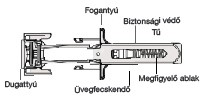 Fogantyú
Biztonsági védő
Tű
Dugattyú
Üvegfecskendő
Megfigyelő ablak